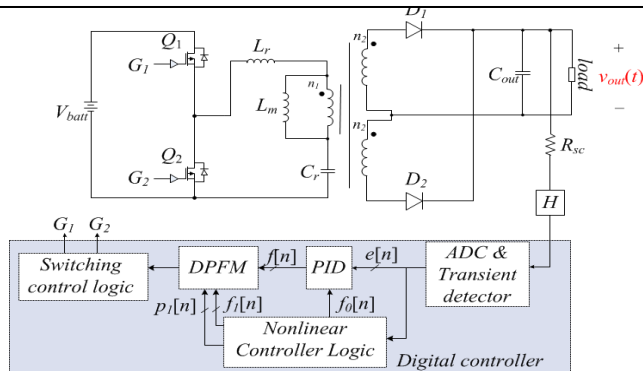 Q1
G1
Lr
n1
Lm
Vbatt
Q2
G2
Cr
n2
D1
n2
D2
Cout
load
+
vout(t)
−
Rsc
H
G1 G2
Switching control logic
DPFM
f[n]
PID
e[n]
ADC & Transient detector
p1[n]
f1[n]
f0[n]
Nonlinear Controller Logic
Digital controller